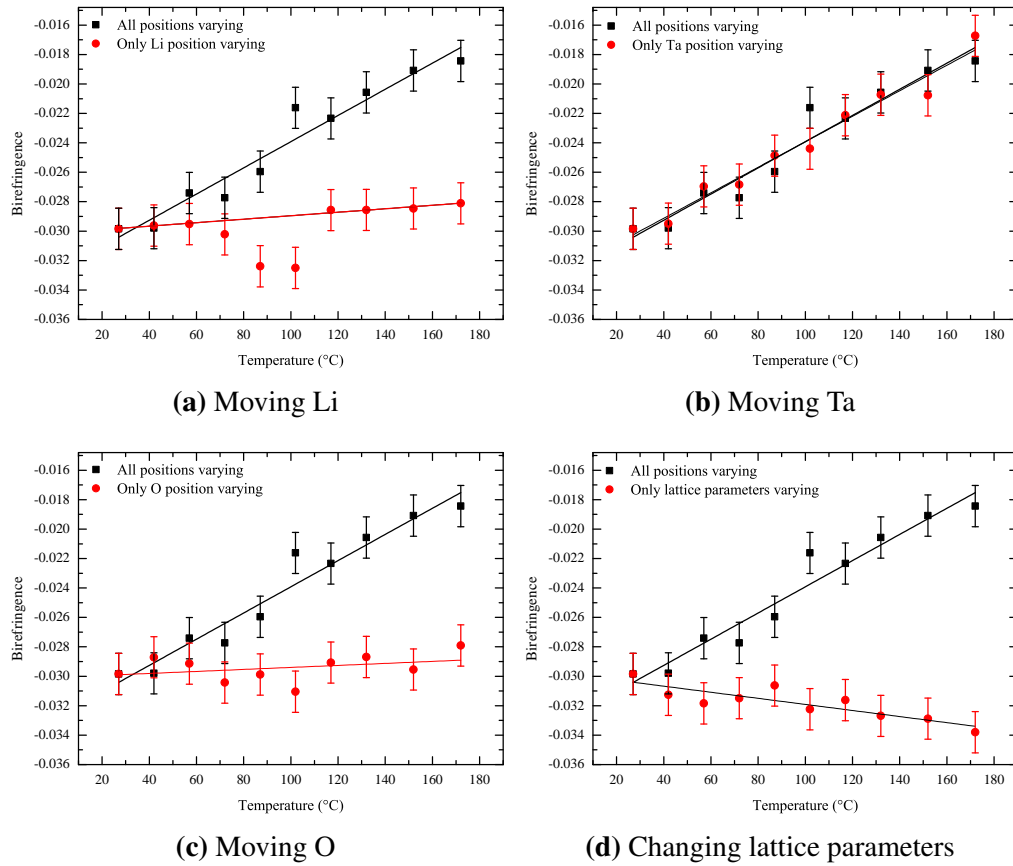 All positions varying
Only Li position varying
-0.016
-0.018
-0.020
-0.022
-0.024
-0.026
-0.028
-0.030
-0.032
-0.034
-0.036
Birefringence
20 40 60 80 100 120 140 160 180
Temperature (°C)
(a) Moving Li
All positions varying
Only Ta position varying
-0.016
-0.018
-0.020
-0.022
-0.024
-0.026
-0.028
-0.030
-0.032
-0.034
-0.036
Birefringence
20 40 60 80 100 120 140 160 180
Temperature (°C)
(b) Moving Ta
All positions varying
Only O position varying
-0.016
-0.018
-0.020
-0.022
-0.024
-0.026
-0.028
-0.030
-0.032
-0.034
-0.036
Birefringence
20 40 60 80 100 120 140 160 180
Temperature (°C)
(c) Moving O
All positions varying
Only lattice parameters varying
-0.016
-0.018
-0.020
-0.022
-0.024
-0.026
-0.028
-0.030
-0.032
-0.034
-0.036
Birefringence
20 40 60 80 100 120 140 160 180
Temperature (°C)
(d) Changing lattice parameters